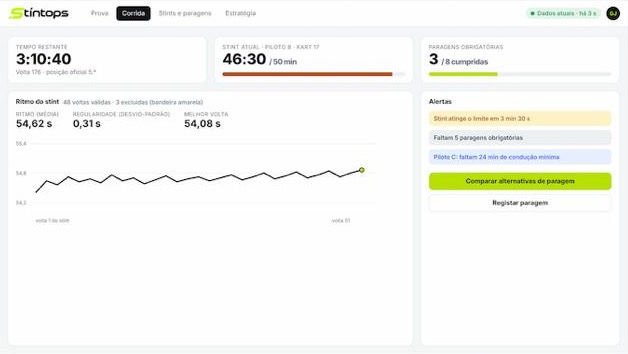 Stintops
Prova
Corrida
Stints e paragens
Estratégia
Dados atuais · há 3 s
GJ
TEMPO RESTANTE
3:10:40
Volta 176 · posição oficial 5.ª
STINT ATUAL · PILOTO B · KART 17
46:30 / 50 min
PARAGENS OBRIGATÓRIAS
3 / 8 cumpridas
Ritmo do stint 48 voltas válidas · 3 excluídas (bandeira amarela)
RITMO (MÉDIA)
54,62 s
REGULARIDADE (DESVIO-PADRÃO)
0,31 s
MELHOR VOLTA
54,08 s
55,4
54,8
54,2
volta 1 do stint
volta 51
Alertas
Stint atinge o limite em 3 min 30 s
Faltam 5 paragens obrigatórias
Piloto C: faltam 24 min de condução mínima
Comparar alternativas de paragem
Registar paragem